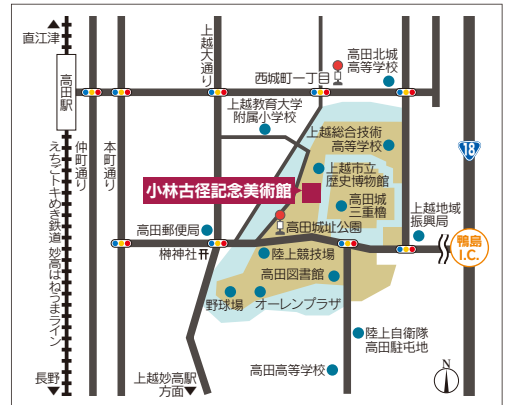 直江津
高田駅
えちごトキめき鉄道 妙高はねうまライン
長野
仲町通り
本町通り
上越大通り
西城町一丁目
高田北城
高等学校
上越教育大学
附属小学校
上越総合技術
高等学校
上越市立
歴史博物館
小林古径記念美術館
高田城
三重櫓
18
高田郵便局
高田城址公園
上越地域
振興局
榊神社
鴨島
I.C.
陸上競技場
高田図書館
野球場
オーレンプラザ
陸上自衛隊
高田駐屯地
上越妙高駅
方面
高田高等学校
N